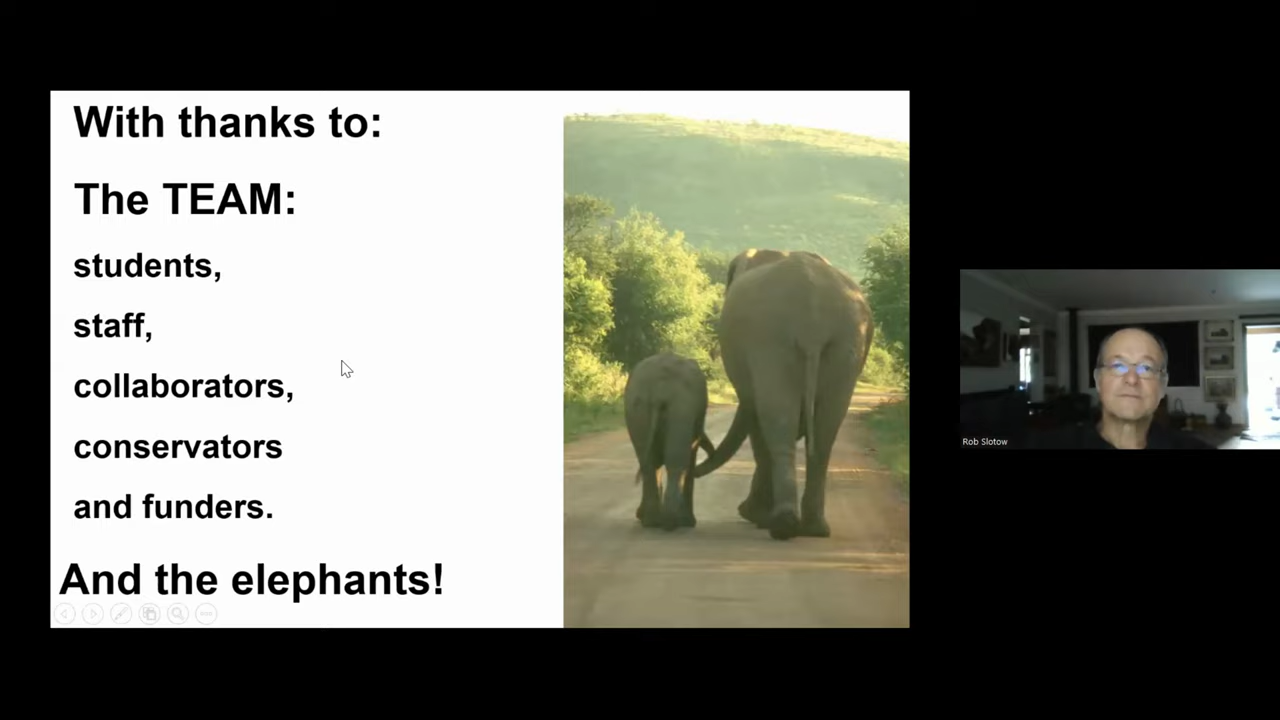 With thanks to:
The TEAM:
students,
staff,
collaborators,
conservators
and funders.
And the elephants!
Rob Slotow